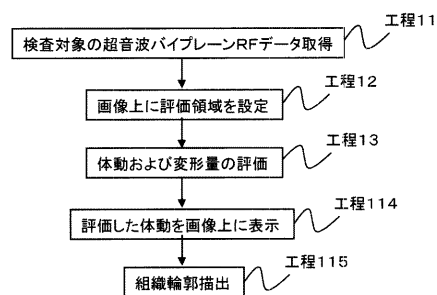 工程11
検査対象の超音波バイプレーンRFデータ取得
工程12
画像上に評価領域を設定
工程13
体動および変形量の評価
工程114
評価した体動を画像上に表示
工程115
組織輪郭描出